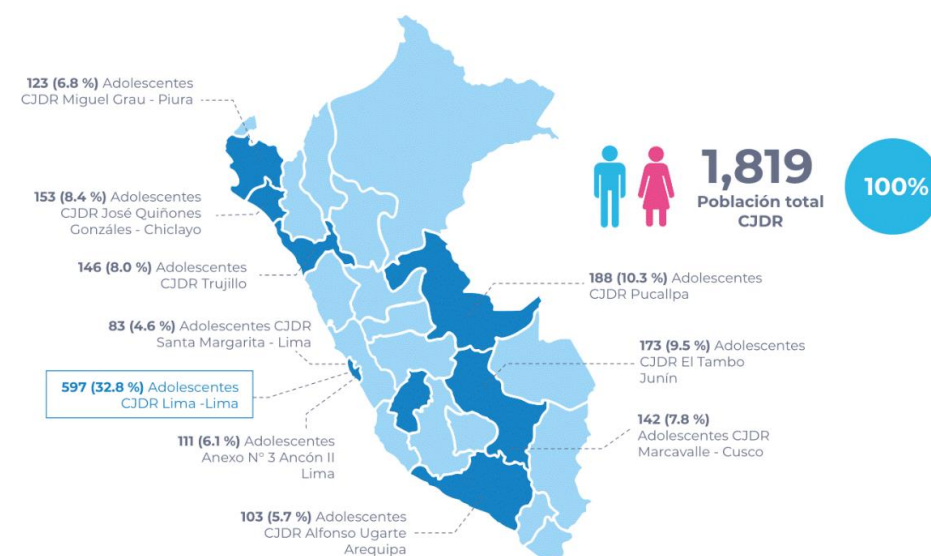 123 (6.8 %) Adolescentes
CJDR Miguel Grau - Piura
153 (8.4 %) Adolescentes
CJDR José Quiñones
Gonzáles - Chiclayo
146 (8.0 %) Adolescentes
CJDR Trujillo
83 (4.6 %) Adolescentes CJDR
Santa Margarita - Lima
597 (32.8 %) Adolescentes
CJDR Lima -Lima
111 (6.1 %) Adolescentes
Anexo N° 3 Ancón II
Lima
103 (5.7 %) Adolescentes
CJDR Alfonso Ugarte
Arequipa
1,819
Población total
CJDR
100%
188 (10.3 %) Adolescentes
CJDR Pucallpa
173 (9.5 %) Adolescentes
CJDR El Tambo
Junín
142 (7.8 %)
Adolescentes CJDR
Marcavalle - Cusco